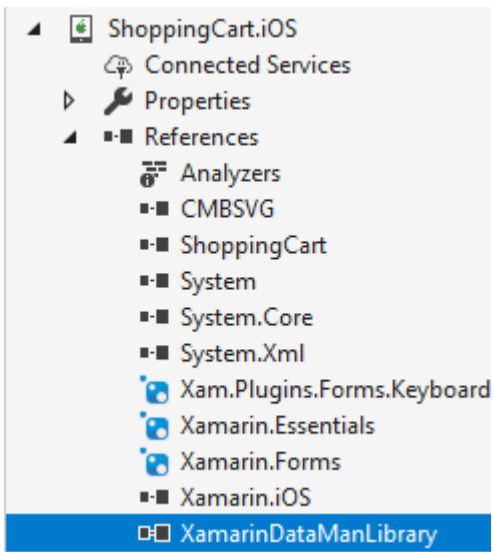 ShoppingCart.iOS
Connected Services
Properties
References
Analyzers
CMBSVG
ShoppingCart
System
System.Core
System.Xml
Xam.Plugins.Forms.Keyboard
Xamarin.Essentials
Xamarin.Forms
Xamarin.iOS
XamarinDataManLibrary